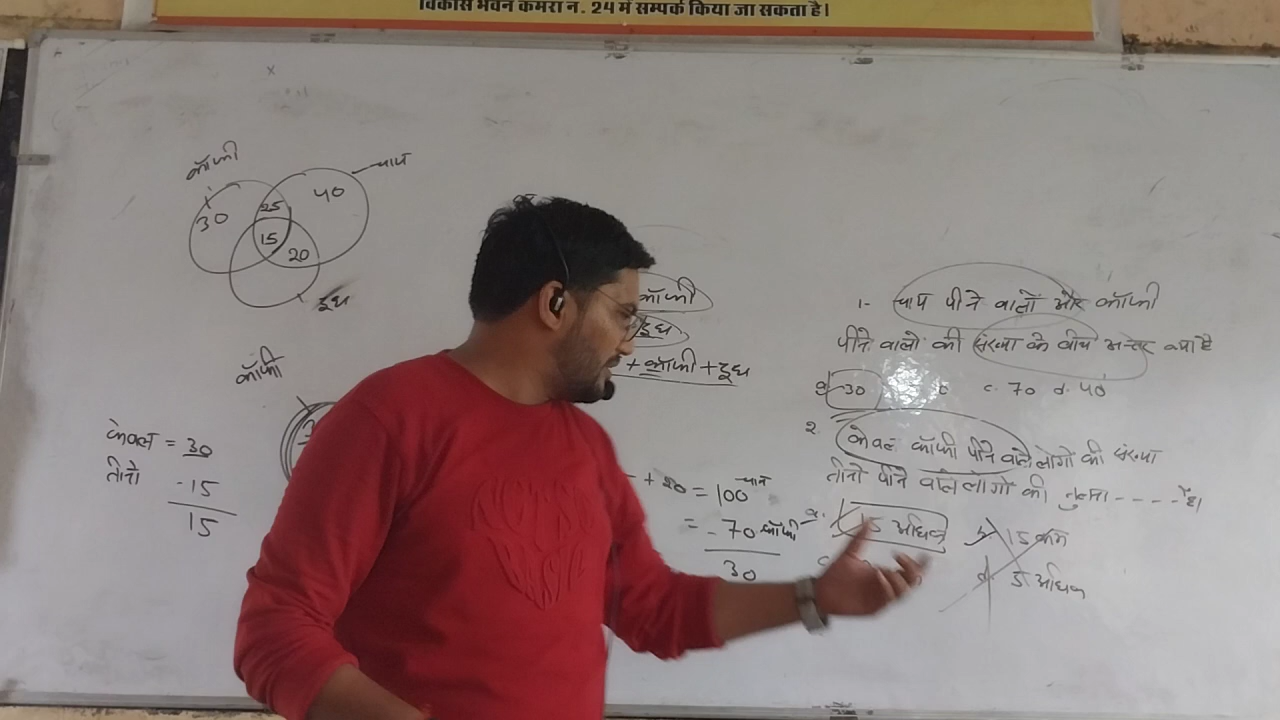 विकास भवन कमरा न. 24 में सम्पर्क किया जा सकता है।
कॉफी
चाय
30
25
40
15
20
दूध
कॉफी
केवल = 30
तीनो - 15
15
कॉफी
दूध
+ कॉफी + दूध
+ 20 = 100 चाय
= - 70 कॉफी
30
1- चाय पीने वालों और कॉफी
पीने वालो की संख्या के बीच अन्तर क्या है
a 30 c. 70 d. 40
2. केवल कॉफी पीने वाले लोगो की संख्या
तीनो पीने वाले लोगो की तुलना - - - - है।
a. 15 अधिक b 15 कम
c d 5 अधिक